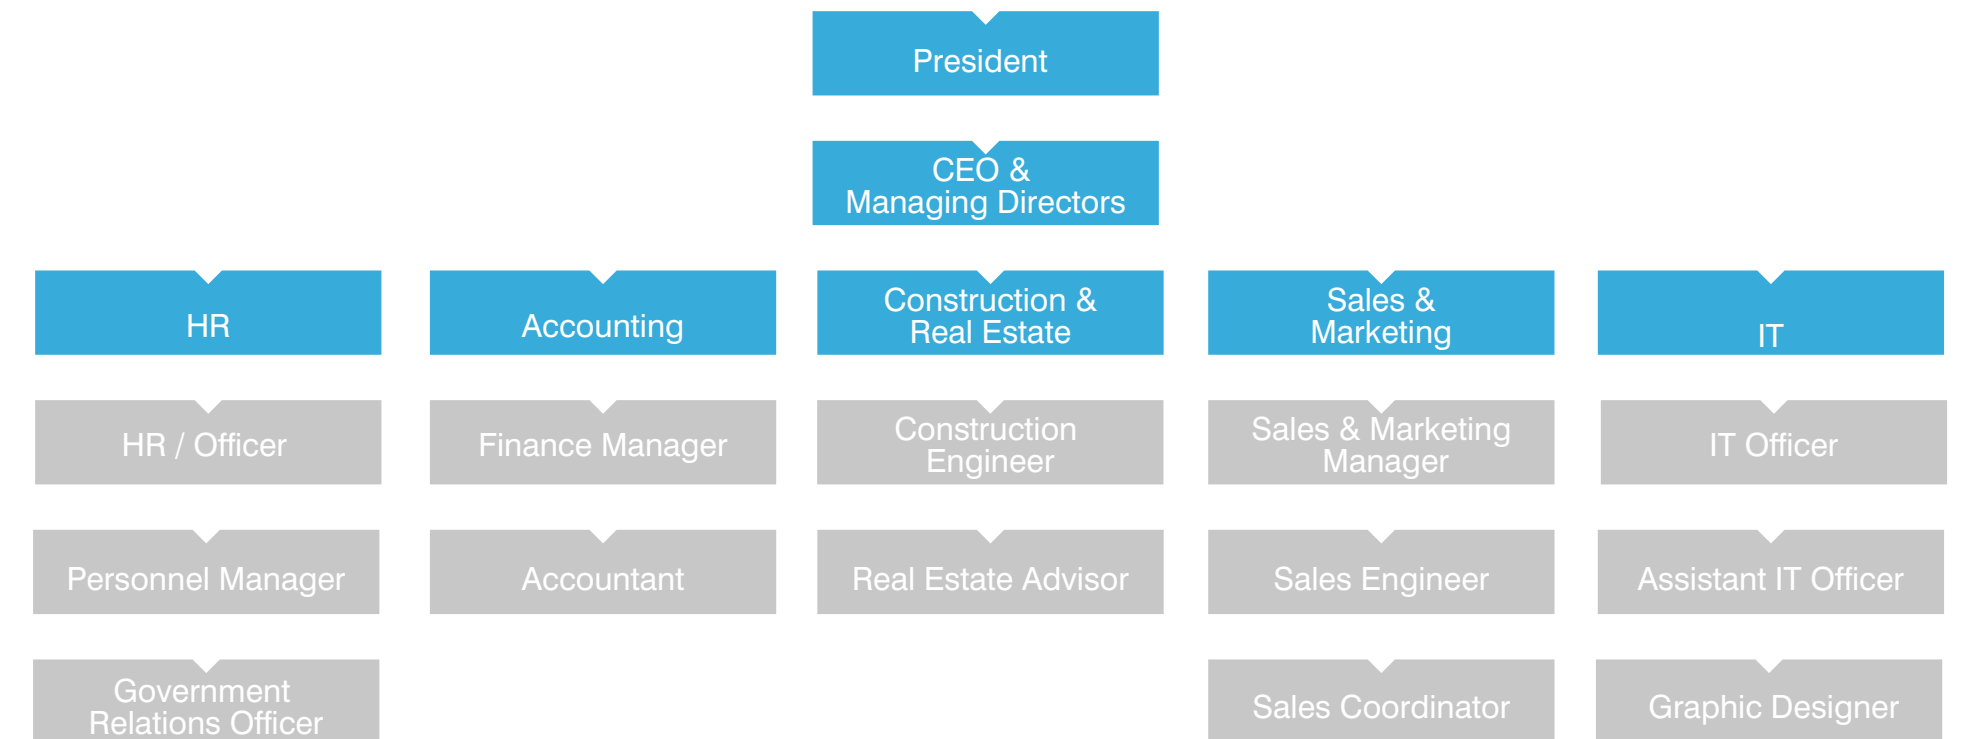 President
CEO &
Managing Directors
HR
Accounting
Construction &
Real Estate
Sales &
Marketing
IT
HR / Officer
Finance Manager
Construction
Engineer
Sales & Marketing
Manager
IT Officer
Personnel Manager
Accountant
Real Estate Advisor
Sales Engineer
Assistant IT Officer
Government
Relations Officer
Sales Coordinator
Graphic Designer